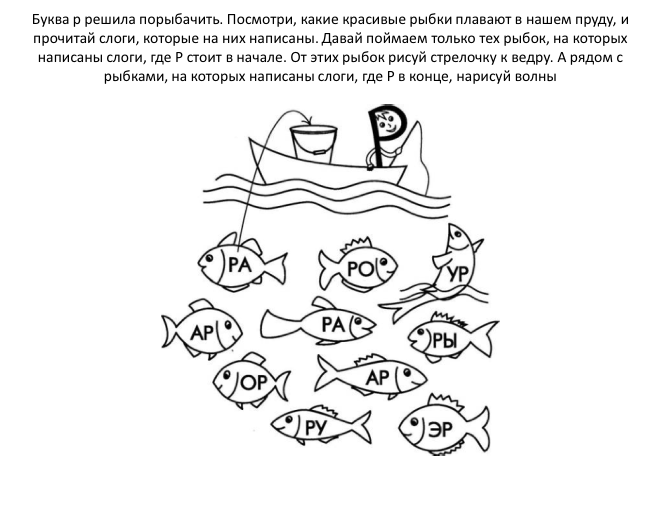 Буква р решила порыбачить. Посмотри, какие красивые рыбки плавают в нашем пруду, и
прочитай слоги, которые на них написаны. Давай поймаем только тех рыбок, на которых
написаны слоги, где Р стоит в начале. От этих рыбок рисуй стрелочку к ведру. А рядом с
рыбками, на которых написаны слоги, где Р в конце, нарисуй волны
Р
РА
РО
УР
АР
РА
РЫ
ОР
АР
РУ
ЭР